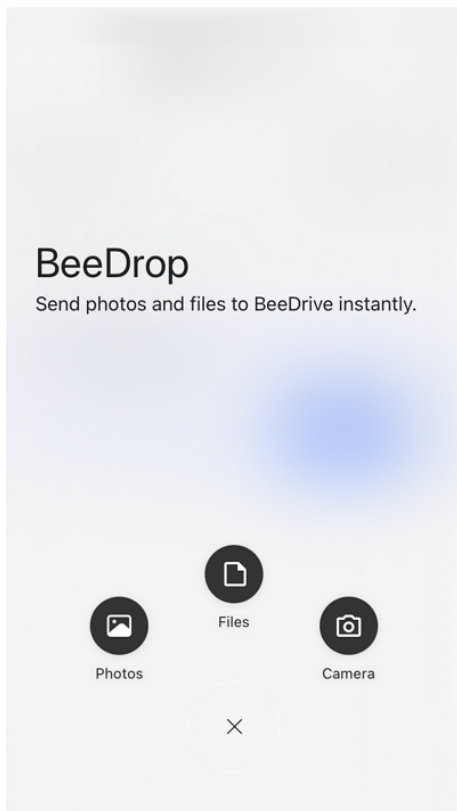 BeeDrop
Send photos and files to BeeDrive instantly.
Files
Photos
Camera